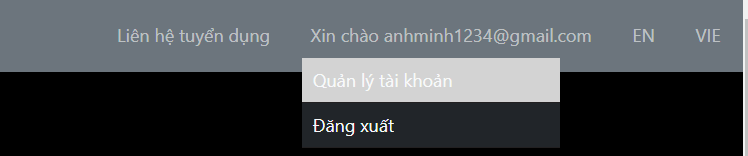 Liên hệ tuyển dụng Xin chào anhminh1234@gmail.com EN VIE
Quản lý tài khoản
Đăng xuất